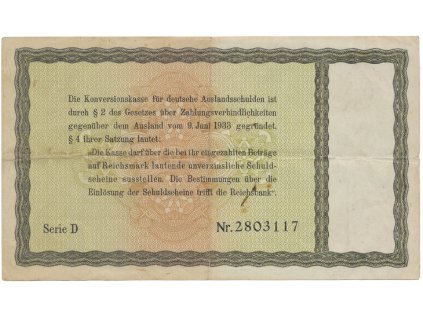 Die Konversionskasse für deutsche Auslandsschulden ist
durch § 2 des Gesetzes über Zahlungsverbindlichkeiten
gegenüber dem Ausland vom 9. Juni 1933 gegründet.
§ 4 ihrer Satzung lautet:
»Die Kasse darf über die bei ihr eingezahlten Beträge
auf Reichsmark lautende unverzinsliche Schuld-
scheine ausstellen. Die Bestimmungen über die
Einlösung der Schuldscheine trifft die Reichsbank«.
Serie D
Nr. 2803117